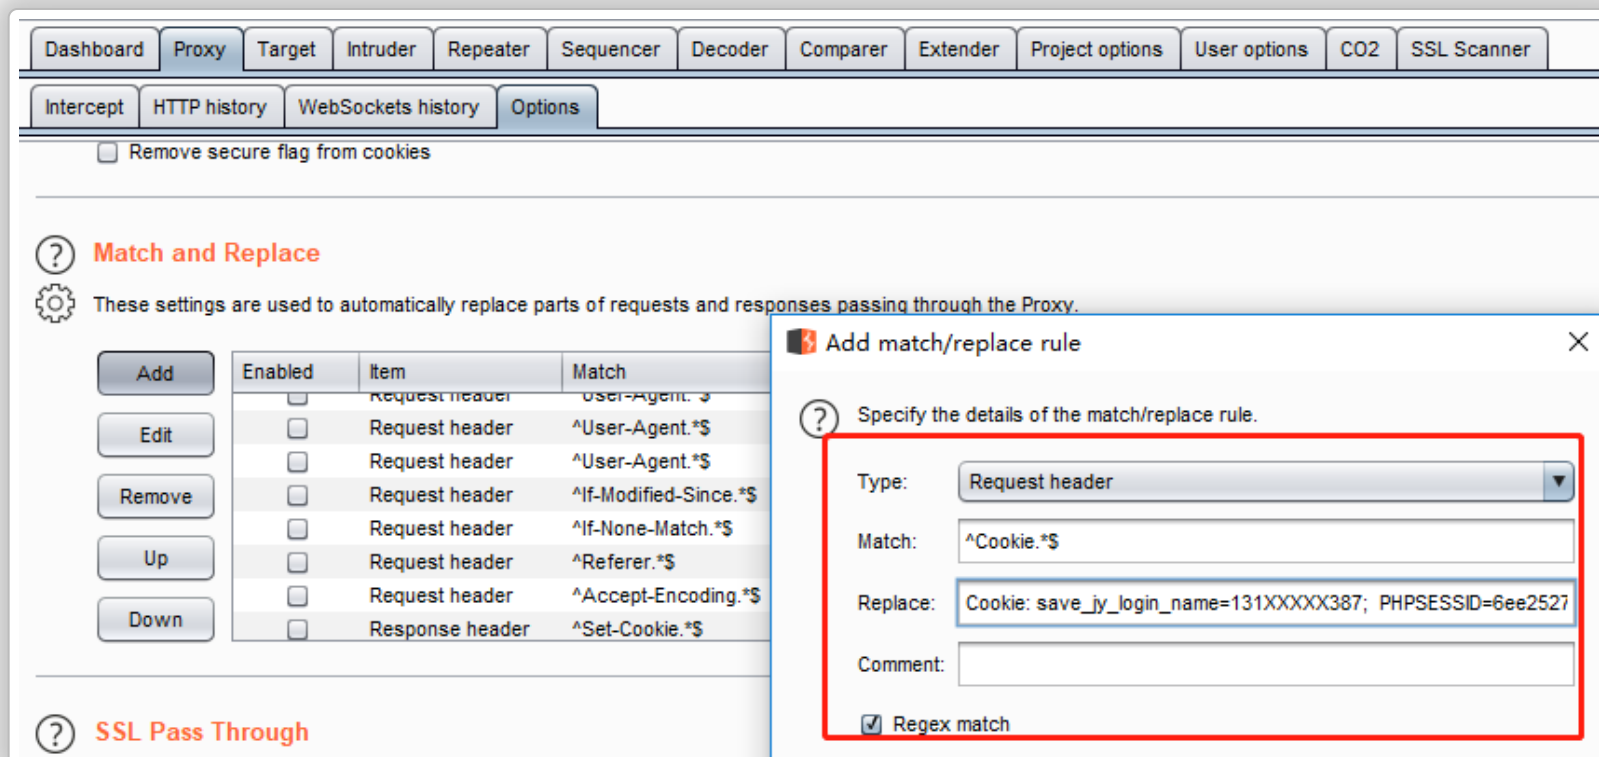 Dashboard Proxy Target Intruder Repeater Sequencer Decoder Comparer Extender Project options User options CO2 SSL Scanner
Intercept HTTP history WebSockets history Options
Remove secure flag from cookies
? Match and Replace
These settings are used to automatically replace parts of requests and responses passing through the Proxy.
Add
Edit
Remove
Up
Down
Enabled Item Match
Request header ^User-Agent.*$
Request header ^User-Agent.*$
Request header ^User-Agent.*$
Request header ^If-Modified-Since.*$
Request header ^If-None-Match.*$
Request header ^Referer.*$
Request header ^Accept-Encoding.*$
Response header ^Set-Cookie.*$
? SSL Pass Through
Add match/replace rule
? Specify the details of the match/replace rule.
Type: Request header
Match: ^Cookie.*$
Replace: Cookie: save_jy_login_name=131XXXXX387; PHPSESSID=6ee2527
Comment:
Regex match